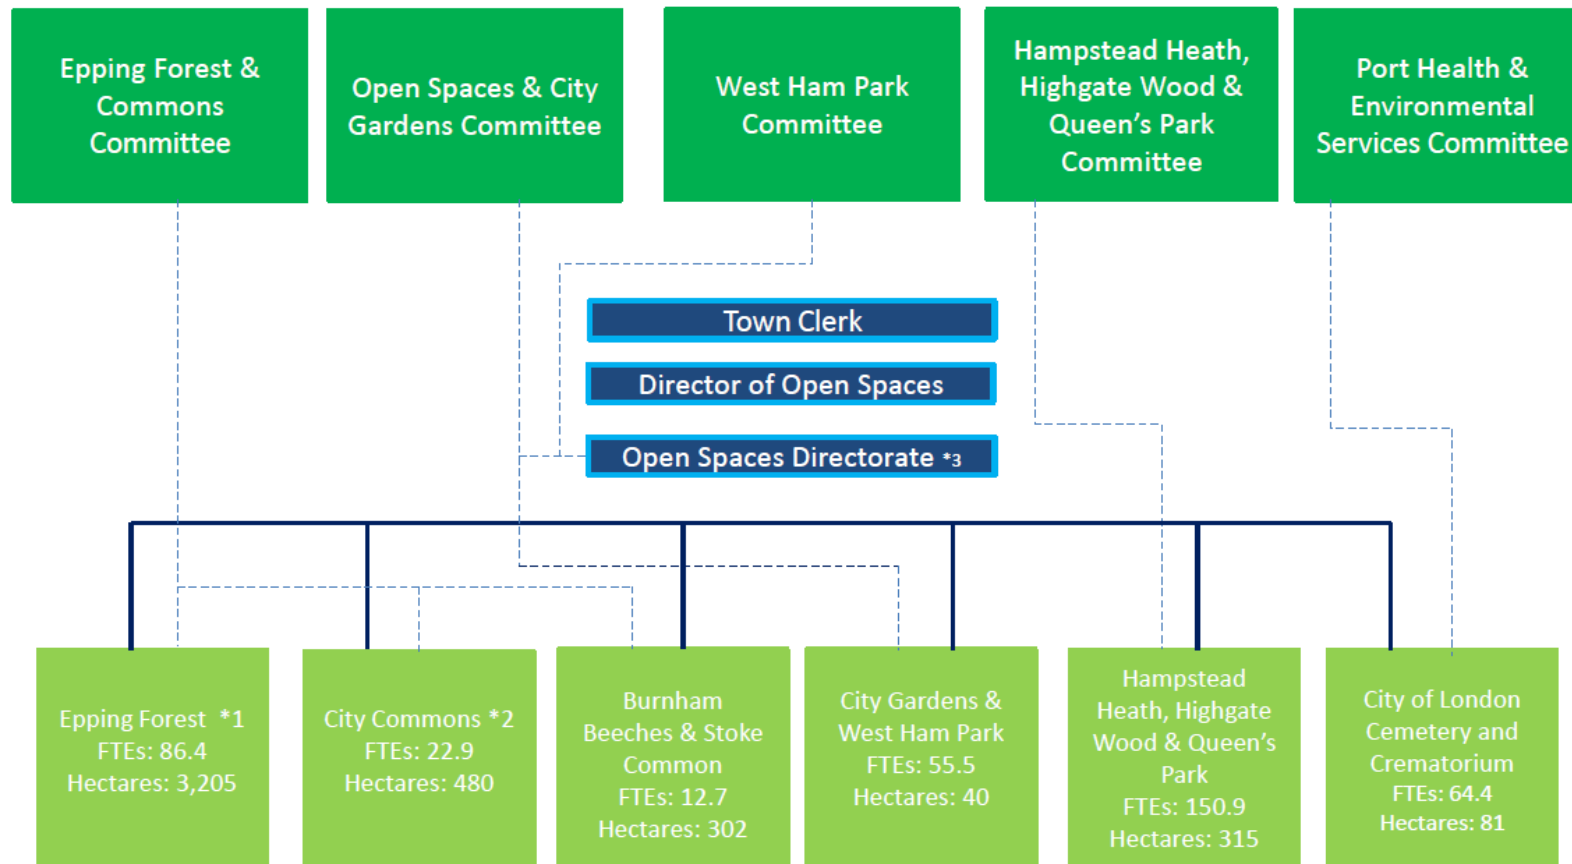 Epping Forest &
Commons
Committee
Open Spaces & City
Gardens Committee
West Ham Park
Committee
Hampstead Heath,
Highgate Wood &
Queen's Park
Committee
Port Health &
Environmental
Services Committee
Town Clerk
Director of Open Spaces
Open Spaces Directorate *3
Epping Forest *1
FTEs: 86.4
Hectares: 3,205
City Commons *2
FTEs: 22.9
Hectares: 480
Burnham
Beeches & Stoke
Common
FTEs: 12.7
Hectares: 302
City Gardens &
West Ham Park
FTEs: 55.5
Hectares: 40
Hampstead
Heath, Highgate
Wood & Queen's
Park
FTEs: 150.9
Hectares: 315
City of London
Cemetery and
Crematorium
FTEs: 64.4
Hectares: 81